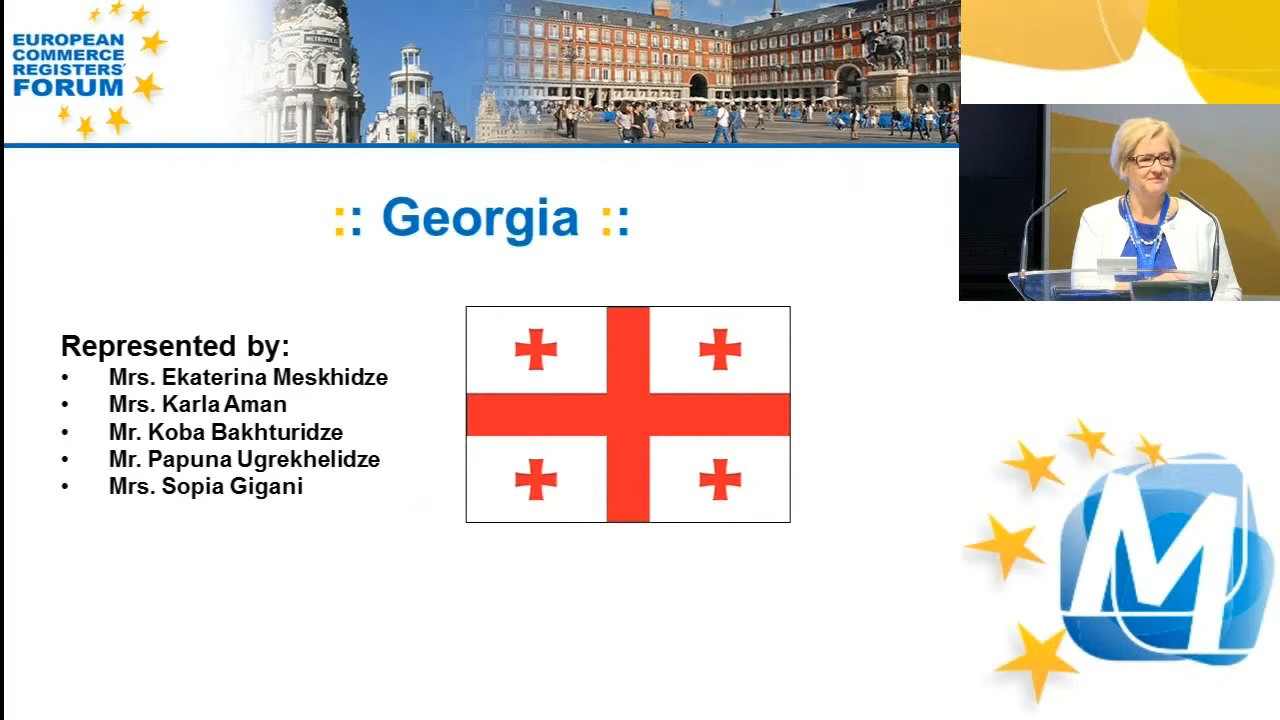 EUROPEAN
COMMERCE
REGISTERS'
FORUM
METROPOLIS
:: Georgia ::
Represented by:
• Mrs. Ekaterina Meskhidze
• Mrs. Karla Aman
• Mr. Koba Bakhturidze
• Mr. Papuna Ugrekhelidze
• Mrs. Sopia Gigani
M